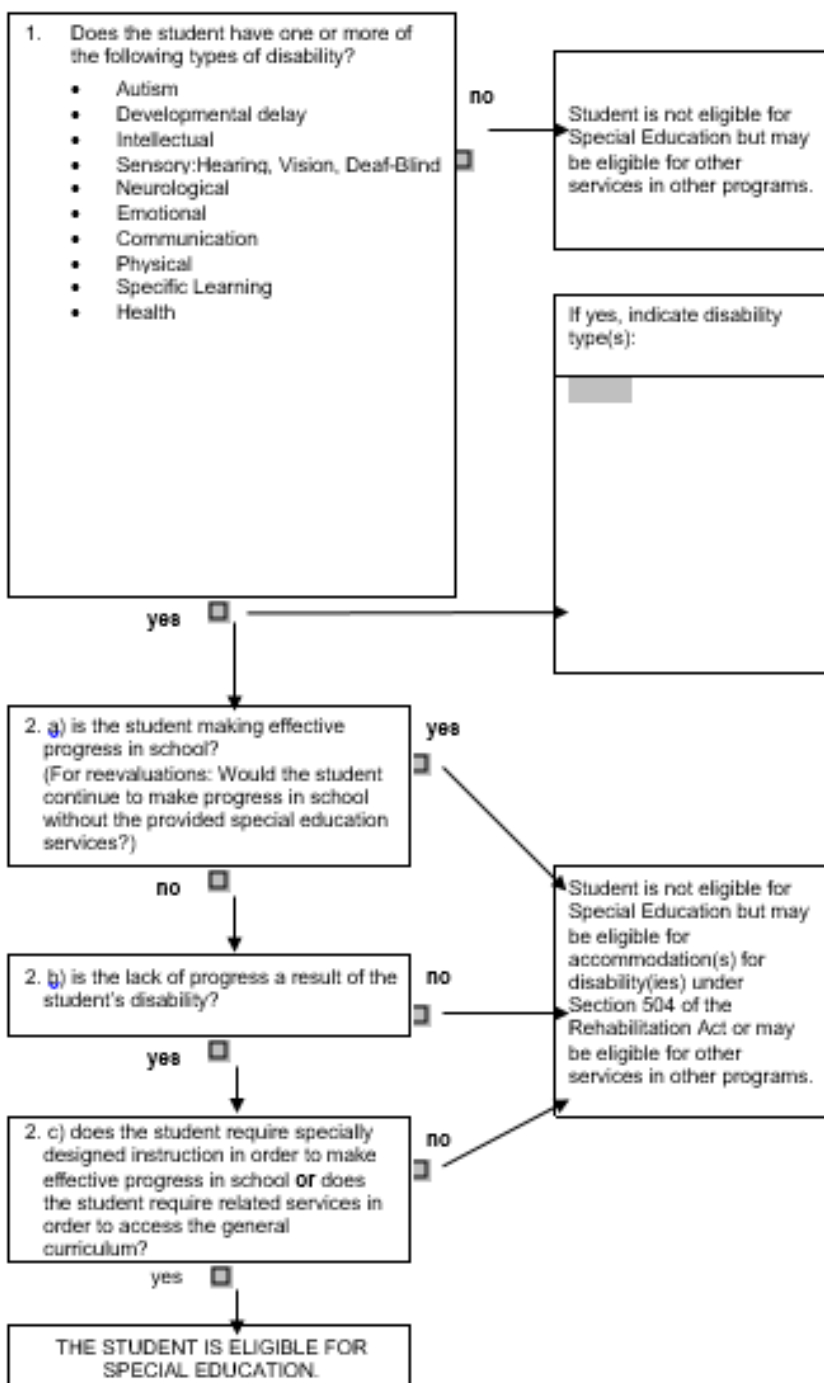 1. Does the student have one or more of
the following types of disability?
• Autism
• Developmental delay
• Intellectual
• Sensory:Hearing, Vision, Deaf-Blind
• Neurological
• Emotional
• Communication
• Physical
• Specific Learning
• Health
no
Student is not eligible for
Special Education but may
be eligible for other
services in other programs.
If yes, indicate disability
type(s):
yes
2. a) is the student making effective
progress in school?
(For reevaluations: Would the student
continue to make progress in school
without the provided special education
services?)
yes
no
Student is not eligible for
Special Education but may
be eligible for
accommodation(s) for
disability(ies) under
Section 504 of the
Rehabilitation Act or may
be eligible for other
services in other programs.
2. b) is the lack of progress a result of the
student's disability?
no
yes
2. c) does the student require specially
designed instruction in order to make
effective progress in school or does
the student require related services in
order to access the general
curriculum?
no
yes
THE STUDENT IS ELIGIBLE FOR
SPECIAL EDUCATION.